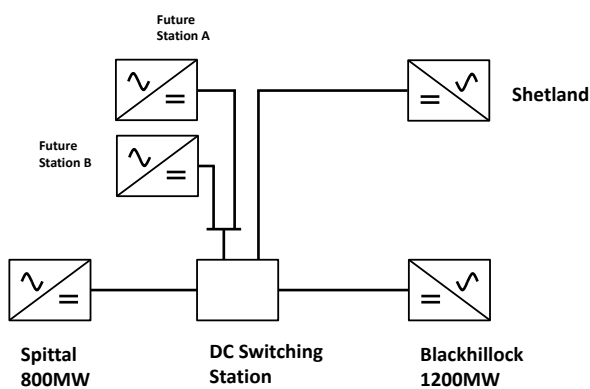 Future
Station A
Shetland
Future
Station B
Spittal
800MW
DC Switching
Station
Blackhillock
1200MW